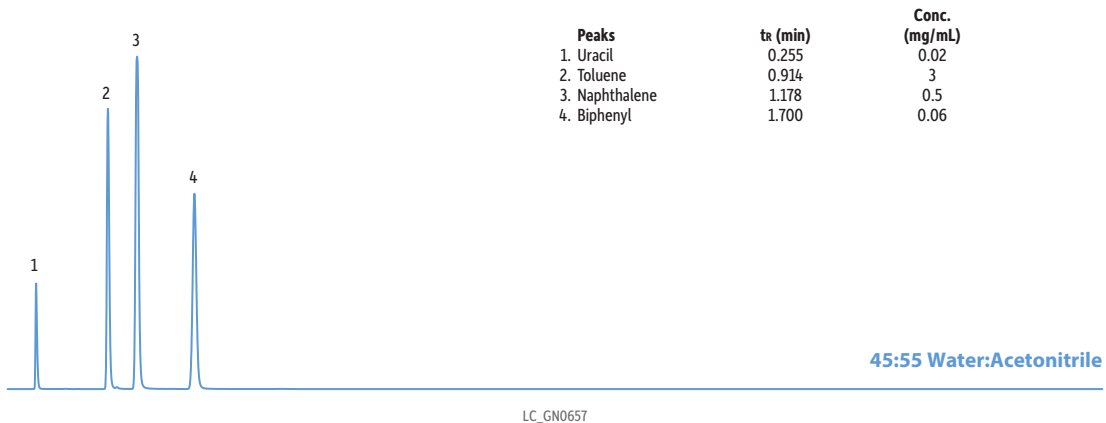 Peaks tR (min) Conc. (mg/mL)
1. Uracil 0.255 0.02
2. Toluene 0.914 3
3. Naphthalene 1.178 0.5
4. Biphenyl 1.700 0.06
3
2
4
1
45:55 Water:Acetonitrile
LC_GN0657